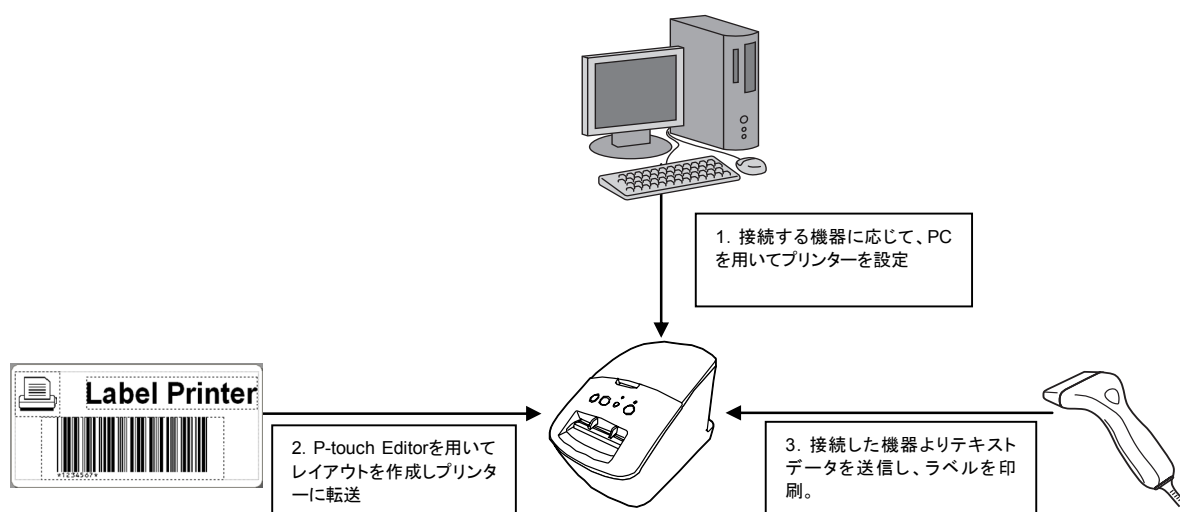 1. 接続する機器に応じて、PC
を用いてプリンターを設定
Label Printer
*1234567*
2. P-touch Editorを用いて
レイアウトを作成しプリンタ
ーに転送
3. 接続した機器よりテキスト
データを送信し、ラベルを印
刷。